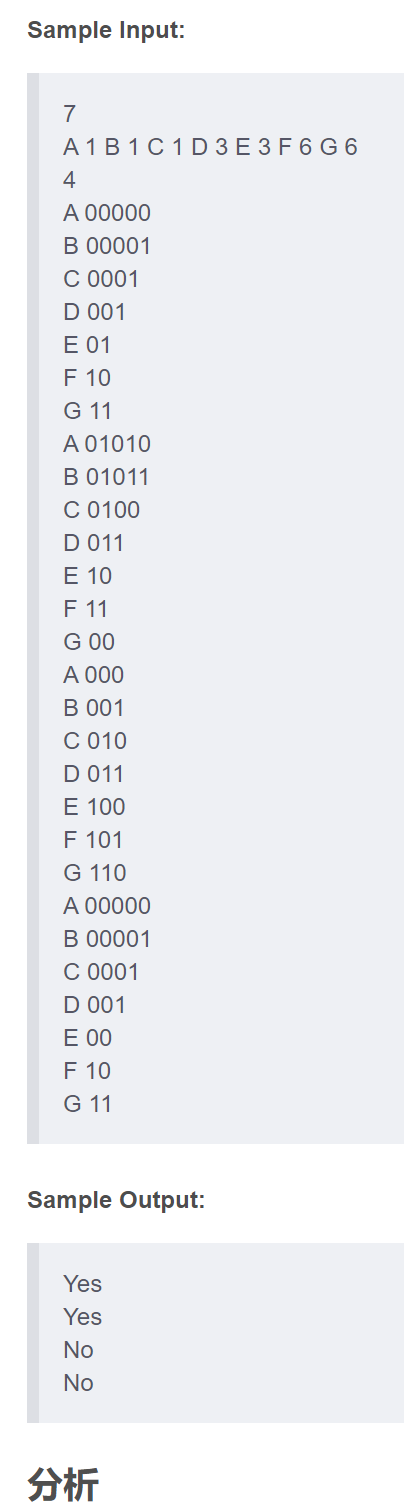 Sample Input:
7
A 1 B 1 C 1 D 3 E 3 F 6 G 6
4
A 00000
B 00001
C 0001
D 001
E 01
F 10
G 11
A 01010
B 01011
C 0100
D 011
E 10
F 11
G 00
A 000
B 001
C 010
D 011
E 100
F 101
G 110
A 00000
B 00001
C 0001
D 001
E 00
F 10
G 11
Sample Output:
Yes
Yes
No
No
分析